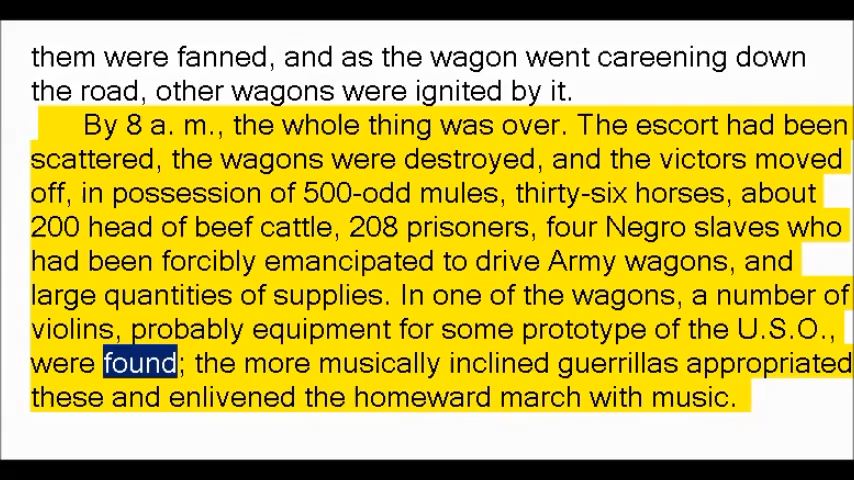 them were fanned, and as the wagon went careening down
the road, other wagons were ignited by it.
By 8 a. m., the whole thing was over. The escort had been
scattered, the wagons were destroyed, and the victors moved
off, in possession of 500-odd mules, thirty-six horses, about
200 head of beef cattle, 208 prisoners, four Negro slaves who
had been forcibly emancipated to drive Army wagons, and
large quantities of supplies. In one of the wagons, a number of
violins, probably equipment for some prototype of the U.S.O.,
were found; the more musically inclined guerrillas appropriated
these and enlivened the homeward march with music.